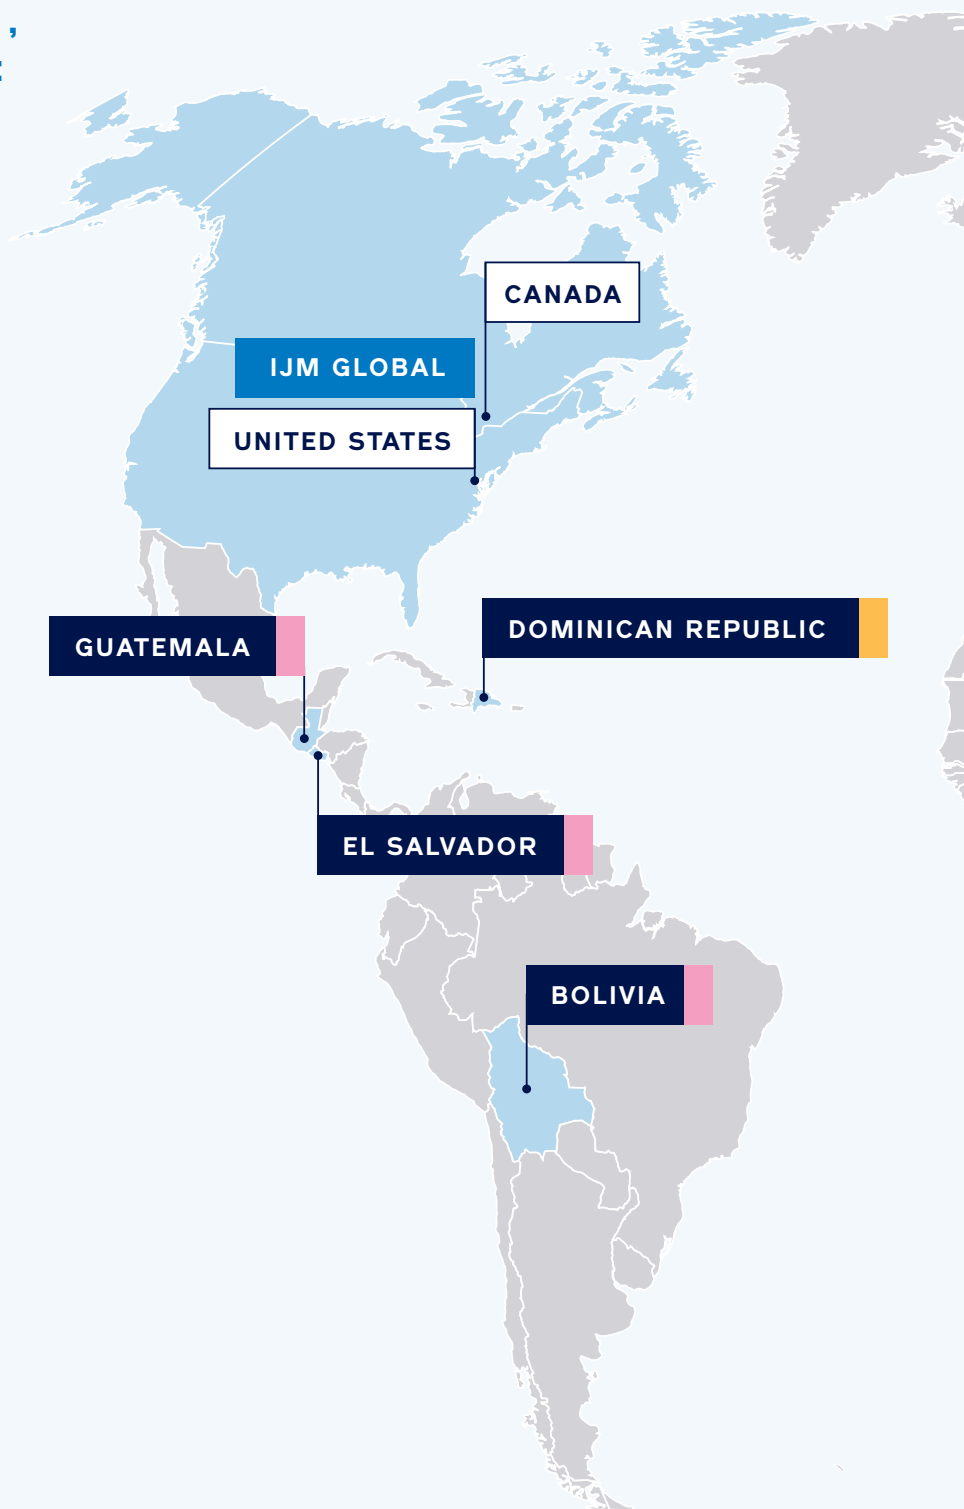 CANADA
IJM GLOBAL
UNITED STATES
DOMINICAN REPUBLIC
GUATEMALA
EL SALVADOR
BOLIVIA